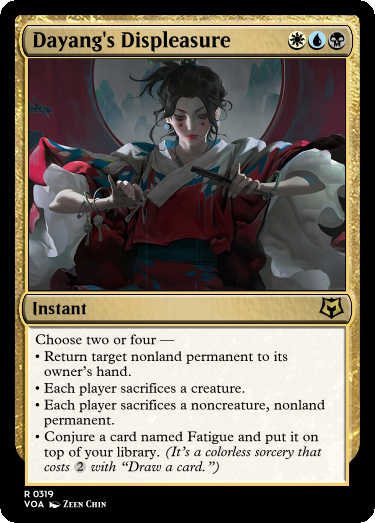 Dayang's Displeasure
Instant
Choose two or four —
• Return target nonland permanent to its
owner's hand.
• Each player sacrifices a creature.
• Each player sacrifices a noncreature, nonland
permanent.
• Conjure a card named Fatigue and put it on
top of your library. (It's a colorless sorcery that
costs 2 with “Draw a card.”)
R 0319
VOA Zeen Chin